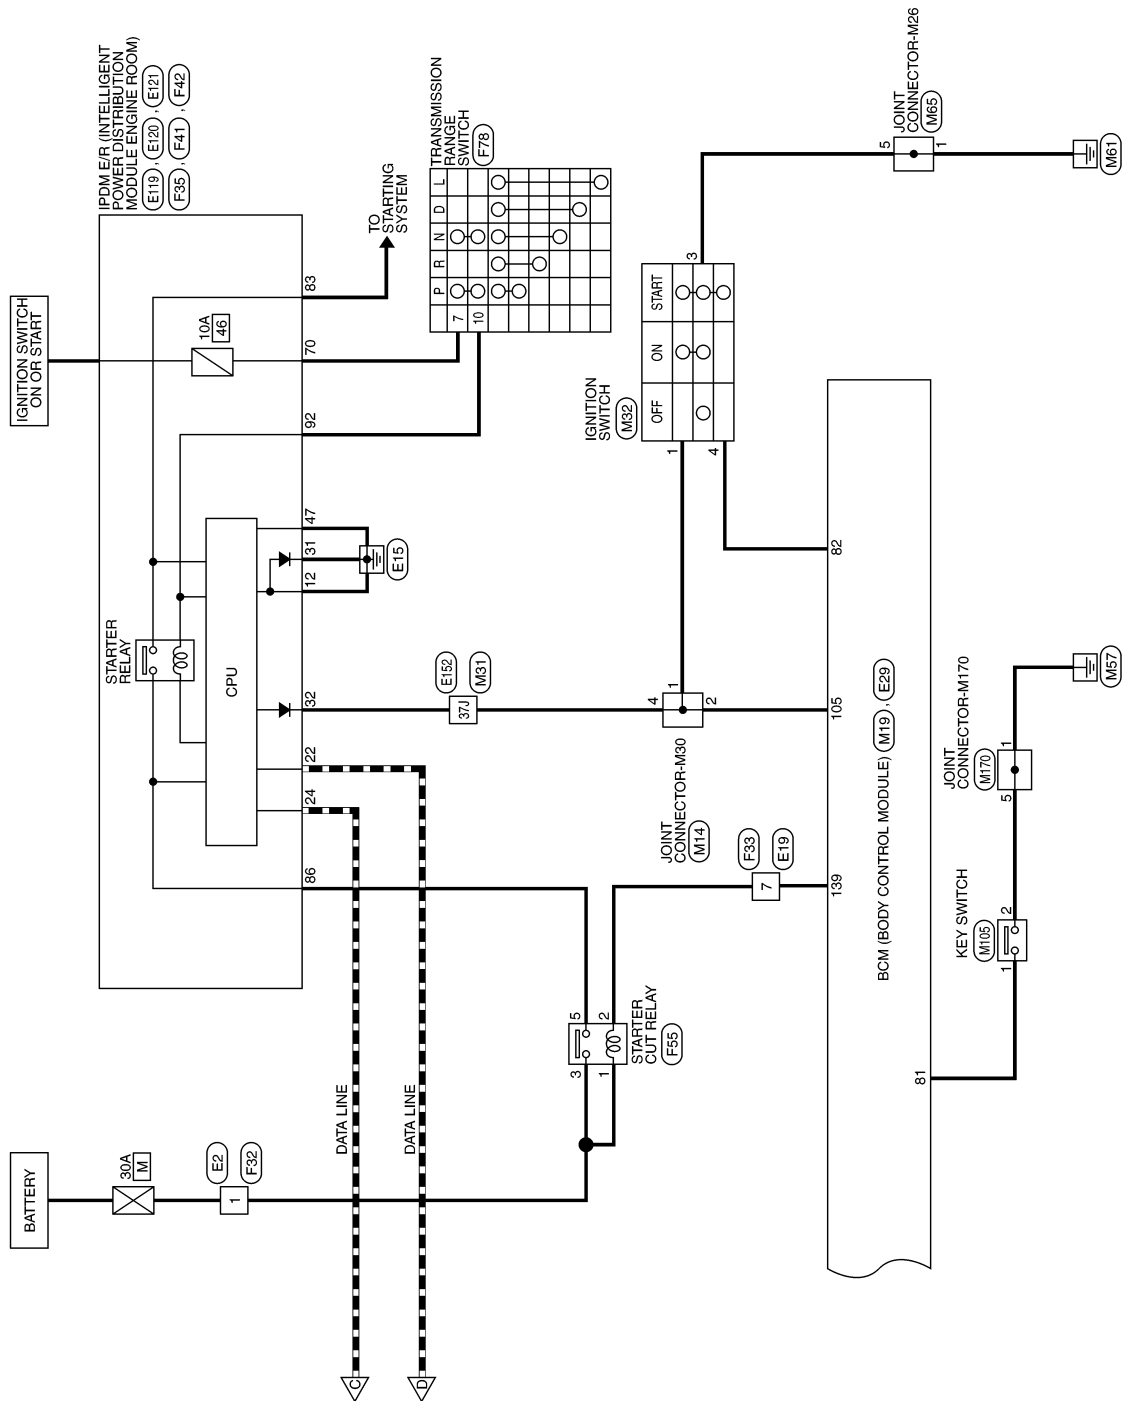 BATTERY
30A
M
E2
F32
1
IGNITION SWITCH
ON OR START
IPDM E/R (INTELLIGENT
POWER DISTRIBUTION
MODULE ENGINE ROOM)
E119 , E120 , E121
F35 , F41 , F42
STARTER
RELAY
CPU
10A
46
86
24
22
32
12
31
47
92
70
83
E15
TO
STARTING
SYSTEM
TRANSMISSION
RANGE
SWITCH
F78
P
R
N
D
L
7
10
DATA LINE
DATA LINE
C
D
E152
M31
37J
STARTER
CUT RELAY
F55
3
5
1
2
JOINT
CONNECTOR-M30
M14
4
1
2
F33
E19
7
IGNITION
SWITCH
M32
OFF
ON
START
1
4
3
JOINT
CONNECTOR-M26
M65
5
1
M61
BCM (BODY CONTROL MODULE) M19 , E29
139
105
82
81
KEY SWITCH
M105
1
2
JOINT
CONNECTOR-M170
M170
5
1
M57